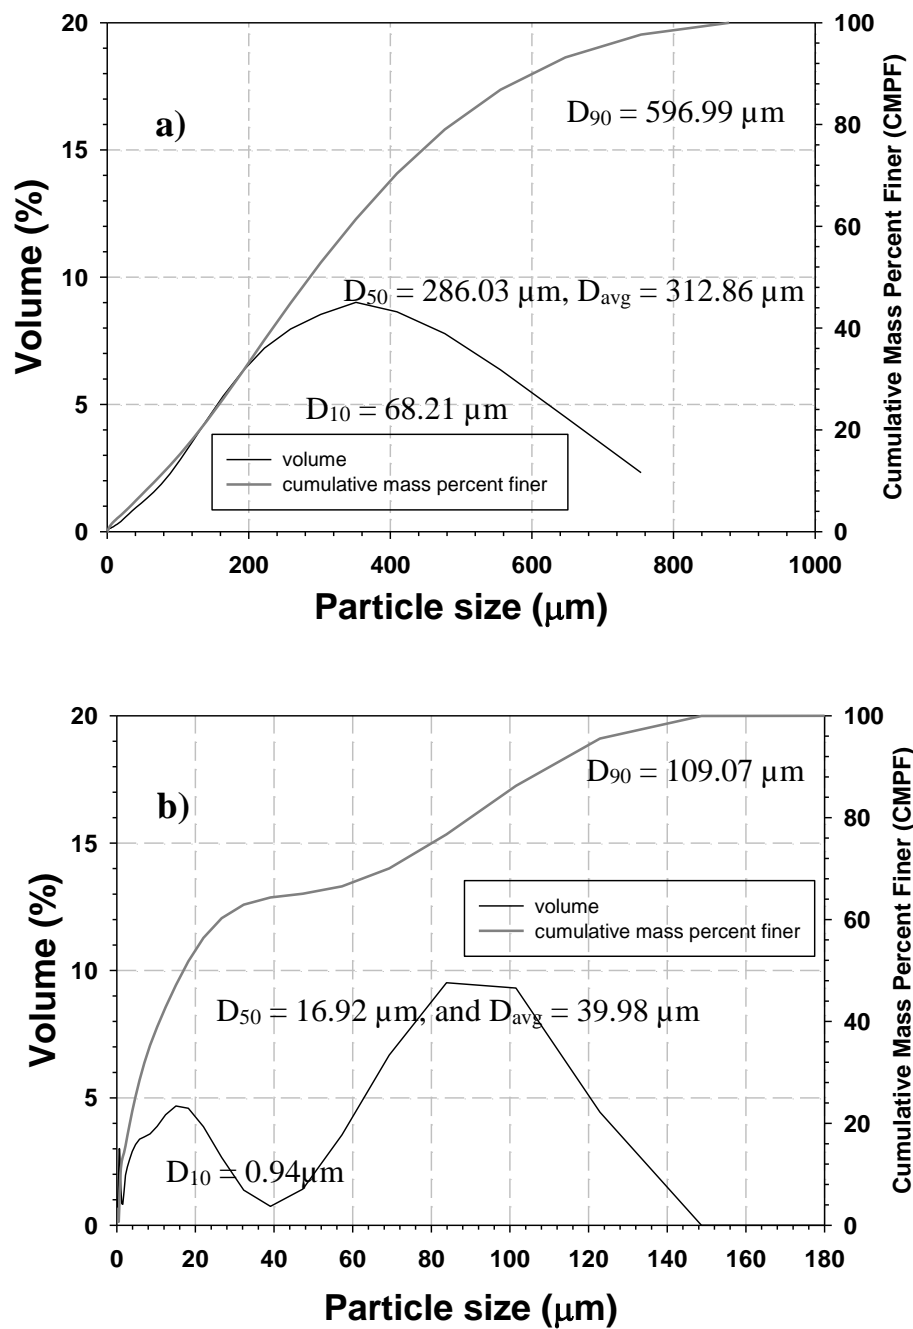 20
100
a)
D90 = 596.99 µm
80
15
60
10
D50 = 286.03 µm, Davg = 312.86 µm
40
5
D10 = 68.21 µm
20
volume
cumulative mass percent finer
0
0
0 200 400 600 800 1000
Particle size (µm)
Volume (%)
Cumulative Mass Percent Finer (CMPF)
20
100
D90 = 109.07 µm
b)
80
15
volume
cumulative mass percent finer
60
10
D50 = 16.92 µm, and Davg = 39.98 µm
40
5
20
D10 = 0.94µm
0
0
0 20 40 60 80 100 120 140 160 180
Particle size (µm)
Volume (%)
Cumulative Mass Percent Finer (CMPF)